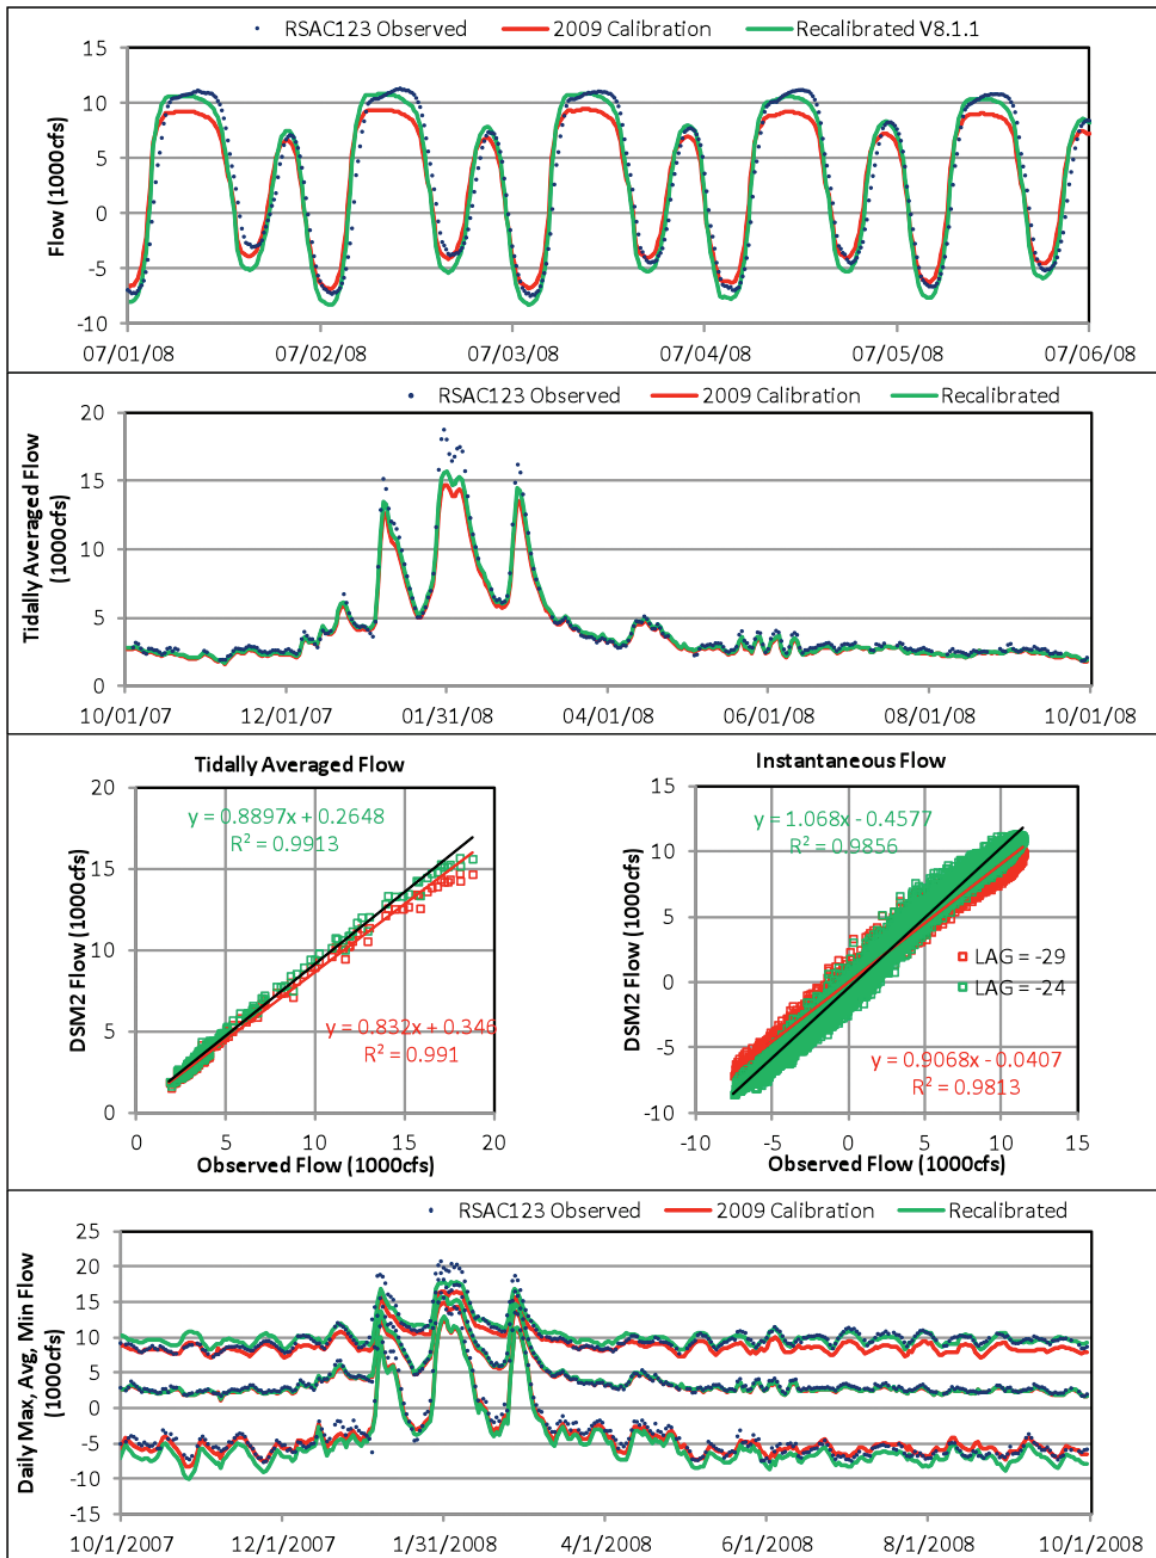 RSAC123 Observed 2009 Calibration Recalibrated V8.1.1
Flow (1000cfs)
15
10
5
0
-5
-10
07/01/08 07/02/08 07/03/08 07/04/08 07/05/08 07/06/08
RSAC123 Observed 2009 Calibration Recalibrated
Tidally Averaged Flow
(1000cfs)
20
15
10
5
0
10/01/07 12/01/07 01/31/08 04/01/08 06/01/08 08/01/08 10/01/08
Tidally Averaged Flow
DSM2 Flow (1000cfs)
20
15
10
5
0
y = 0.8897x + 0.2648
R² = 0.9913
y = 0.832x + 0.346
R² = 0.991
0 5 10 15 20
Observed Flow (1000cfs)
Instantaneous Flow
DSM2 Flow (1000cfs)
15
10
5
0
-5
-10
y = 1.068x - 0.4577
R² = 0.9856
LAG = -29
LAG = -24
y = 0.9068x - 0.0407
R² = 0.9813
-10 -5 0 5 10 15
Observed Flow (1000cfs)
RSAC123 Observed 2009 Calibration Recalibrated
Daily Max, Avg, Min Flow
(1000cfs)
25
20
15
10
5
0
-5
-10
-15
10/1/2007 12/1/2007 1/31/2008 4/1/2008 6/1/2008 8/1/2008 10/1/2008